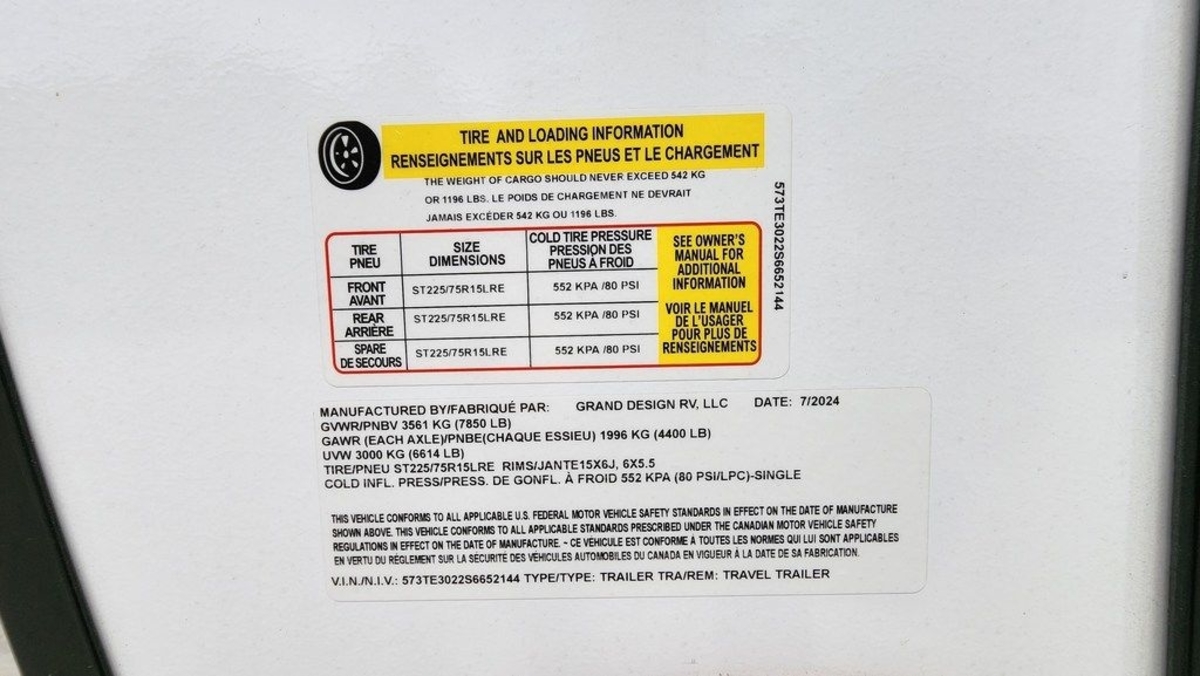 TIRE AND LOADING INFORMATION
RENSEIGNEMENTS SUR LES PNEUS ET LE CHARGEMENT
THE WEIGHT OF CARGO SHOULD NEVER EXCEED 542 KG
OR 1196 LBS. LE POIDS DE CHARGEMENT NE DEVRAIT
JAMAIS EXCÉDER 542 KG OU 1196 LBS.
TIRE
PNEU
SIZE
DIMENSIONS
COLD TIRE PRESSURE
PRESSION DES
PNEUS À FROID
FRONT
AVANT
ST225/75R15LRE
552 KPA /80 PSI
REAR
ARRIÈRE
ST225/75R15LRE
552 KPA /80 PSI
SPARE
DE SECOURS
ST225/75R15LRE
552 KPA /80 PSI
SEE OWNER'S
MANUAL FOR
ADDITIONAL
INFORMATION
VOIR LE MANUEL
DE L'USAGER
POUR PLUS DE
RENSEIGNEMENTS
573TE3022S6652144
MANUFACTURED BY/FABRIQUÉ PAR: GRAND DESIGN RV, LLC DATE: 7/2024
GVWR/PNBV 3561 KG (7850 LB)
GAWR (EACH AXLE)/PNBE(CHAQUE ESSIEU) 1996 KG (4400 LB)
UVW 3000 KG (6614 LB)
TIRE/PNEU ST225/75R15LRE RIMS/JANTE15X6J, 6X5.5
COLD INFL. PRESS/PRESS. DE GONFL. À FROID 552 KPA (80 PSI/LPC)-SINGLE
THIS VEHICLE CONFORMS TO ALL APPLICABLE U.S. FEDERAL MOTOR VEHICLE SAFETY STANDARDS IN EFFECT ON THE DATE OF MANUFACTURE
SHOWN ABOVE. THIS VEHICLE CONFORMS TO ALL APPLICABLE STANDARDS PRESCRIBED UNDER THE CANADIAN MOTOR VEHICLE SAFETY
REGULATIONS IN EFFECT ON THE DATE OF MANUFACTURE. - CE VÉHICULE EST CONFORME À TOUTES LES NORMES QUI LUI SONT APPLICABLES
EN VERTU DU RÈGLEMENT SUR LA SÉCURITÉ DES VÉHICULES AUTOMOBILES DU CANADA EN VIGUEUR À LA DATE DE SA FABRICATION.
V.I.N./N.I.V.: 573TE3022S6652144 TYPE/TYPE: TRAILER TRA/REM: TRAVEL TRAILER